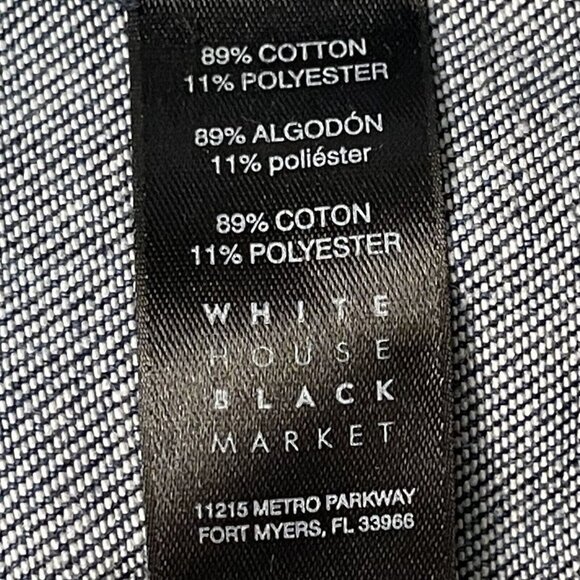 89% COTTON
11% POLYESTER
89% ALGODÓN
11% poliéster
89% COTON
11% POLYESTER
WHITE
HOUSE
BLACK
MARKET
11215 METRO PARKWAY
FORT MYERS, FL 33966